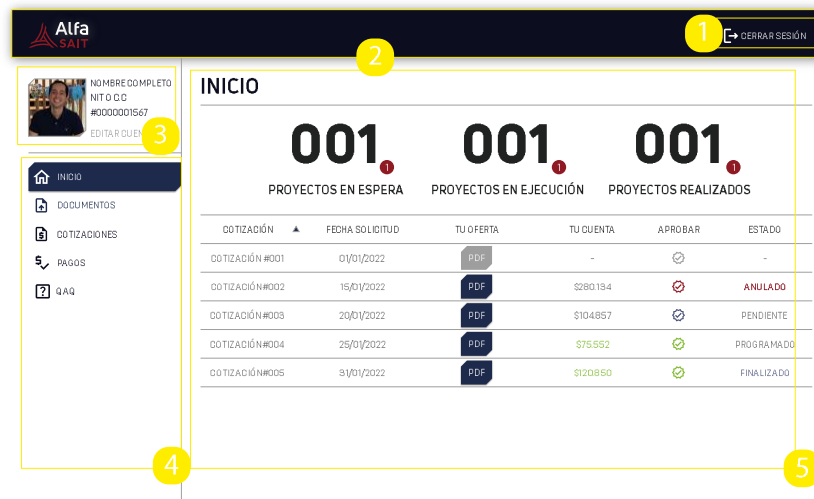 Alfa
SAIT
1
CERRAR SESIÓN
2
NOMBRE COMPLETO
NIT O C.C
#0000001567
EDITAR CUEN
3
INICIO
DOCUMENTOS
COTIZACIONES
PAGOS
Q A Q
4
INICIO
001 1 001 1 001 1
PROYECTOS EN ESPERA PROYECTOS EN EJECUCIÓN PROYECTOS REALIZADOS
COTIZACIÓN FECHA SOLICITUD TU OFERTA TU CUENTA APROBAR ESTADO
COTIZACIÓN #001 01/01/2022 PDF - -
COTIZACIÓN #002 15/01/2022 PDF $280.134 ANULADO
COTIZACIÓN #003 20/01/2022 PDF $104.857 PENDIENTE
COTIZACIÓN #004 25/01/2022 PDF $75.552 PROGRAMADO
COTIZACIÓN #005 31/01/2022 PDF $120.850 FINALIZADO
5